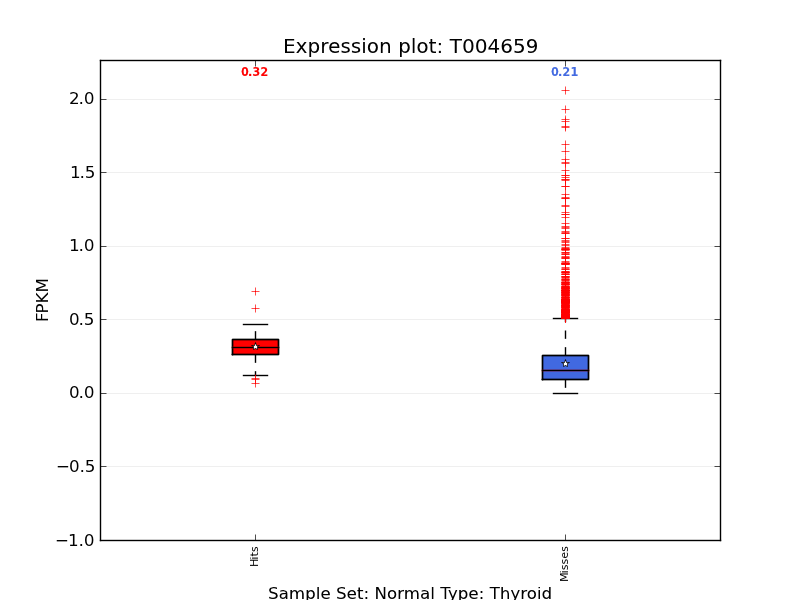 Expression plot: T004659
0.32
0.21
2.0
1.5
1.0
0.5
0.0
−0.5
−1.0
FPKM
Hits
Misses
Sample Set: Normal Type: Thyroid